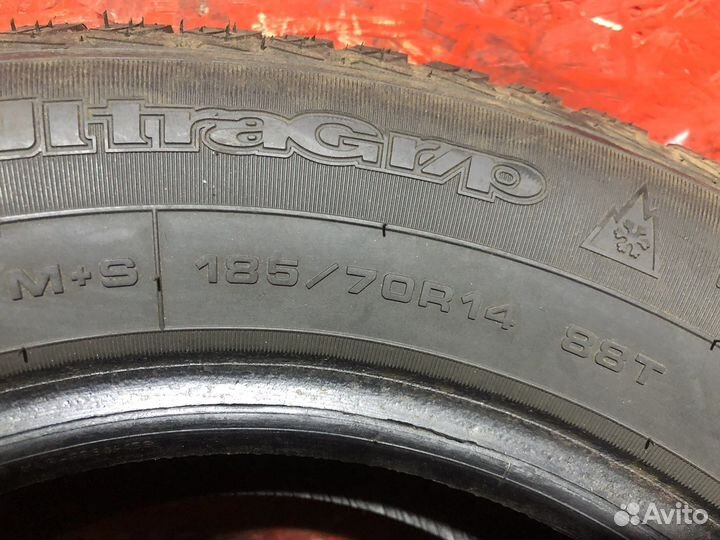 UltraGrip
M+S 185/70R14 88T
Avito